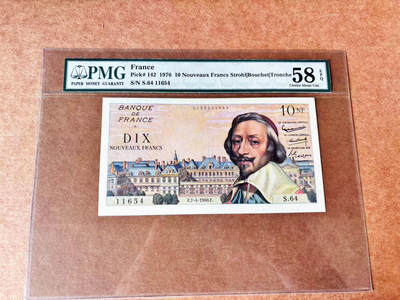 PMG
PAPER MONEY GUARANTY
France
Pick# 142 1976 10 Nouveaux Francs Strohl|Bouchet|Tronche
S/N S.64 11654
58 EPQ
Choice About Unc
BANQUE
DE
FRANCE
10 NF
DIX
NOUVEAUX FRANCS
11654
S.64